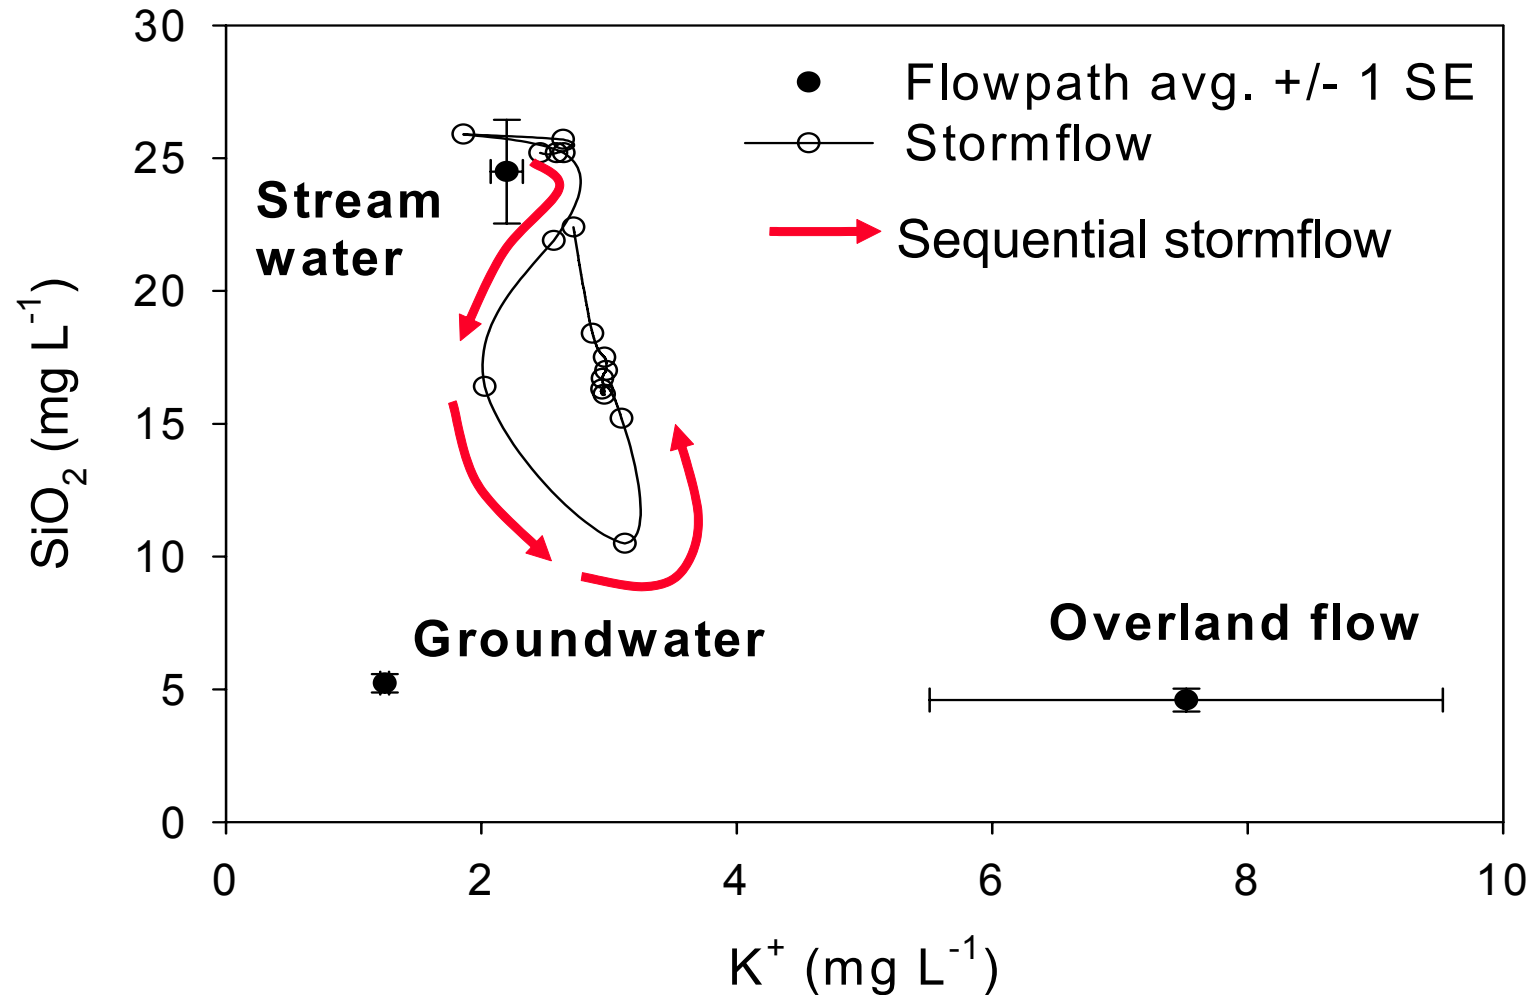 30
25
20
15
10
5
0
SiO2 (mg L-1)
Flowpath avg. +/- 1 SE
Stormflow
Sequential stormflow
Stream
water
Groundwater
Overland flow
0 2 4 6 8 10
K+ (mg L-1)